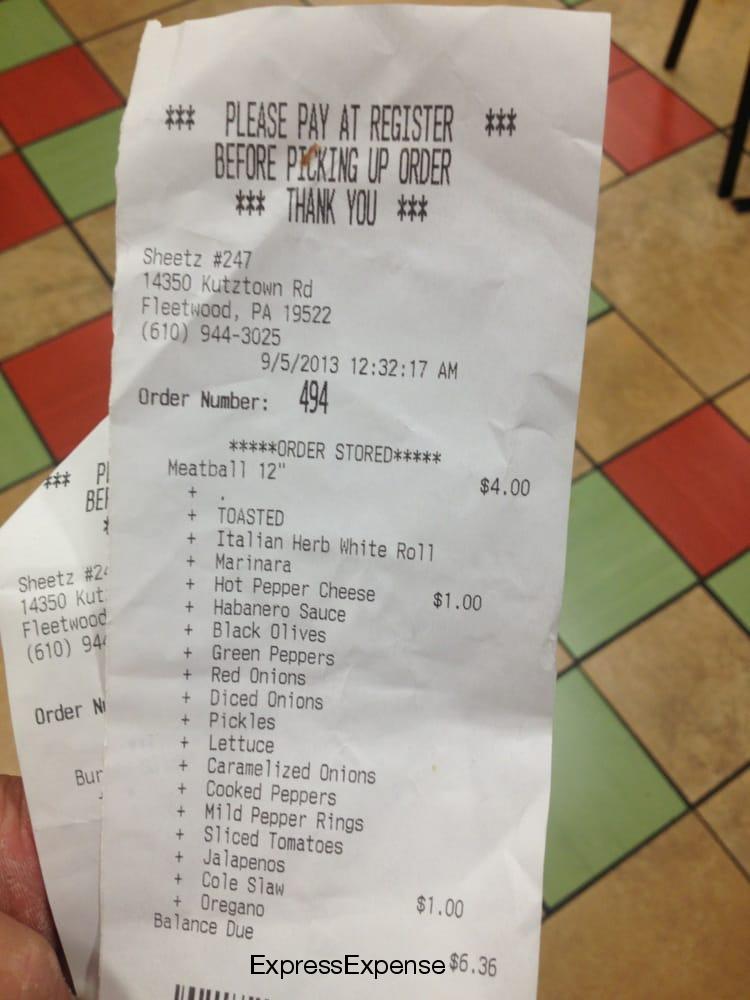 *** PLEASE PAY AT REGISTER ***
BEFORE PICKING UP ORDER
*** THANK YOU ***
Sheetz #247
14350 Kutztown Rd
Fleetwood, PA 19522
(610) 944-3025
9/5/2013 12:32:17 AM
Order Number: 494
*****ORDER STORED*****
Meatball 12" $4.00
+ .
+ TOASTED
+ Italian Herb White Roll
+ Marinara
+ Hot Pepper Cheese $1.00
+ Habanero Sauce
+ Black Olives
+ Green Peppers
+ Red Onions
+ Diced Onions
+ Pickles
+ Lettuce
+ Caramelized Onions
+ Cooked Peppers
+ Mild Pepper Rings
+ Sliced Tomatoes
+ Jalapenos
+ Cole Slaw
+ Oregano $1.00
Balance Due $6.36
ExpressExpense
*** Pl
BEF
*
Sheetz #24
14350 Kut
Fleetwood
(610) 944
Order N
Bur